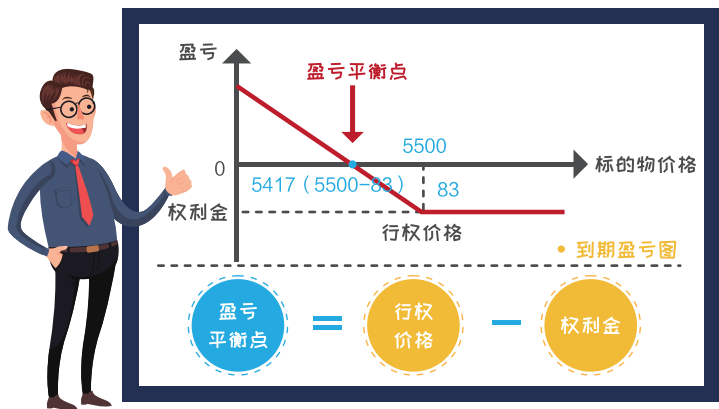 盈亏
盈亏平衡点
5500
0
标的物价格
5417（5500-83）
83
权利金
行权价格
● 到期盈亏图
盈亏
平衡点
=
行权
价格
-
权利金